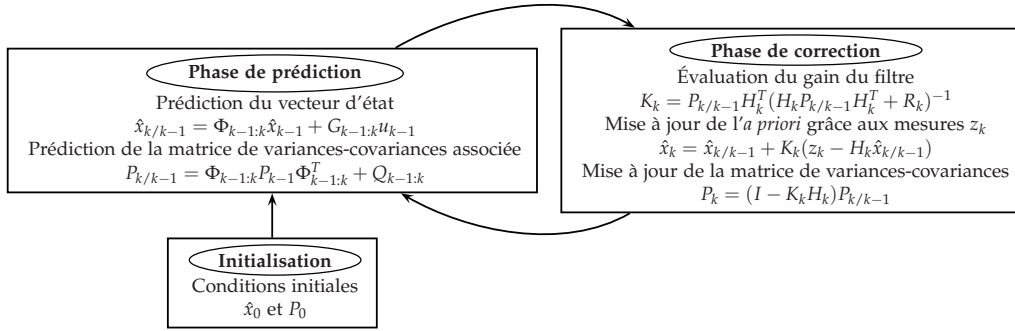 Phase de prédiction
Prédiction du vecteur d'état
x̂_{k/k−1} = Φ_{k−1:k} x̂_{k−1} + G_{k−1:k} u_{k−1}
Prédiction de la matrice de variances-covariances associée
P_{k/k−1} = Φ_{k−1:k} P_{k−1} Φ^T_{k−1:k} + Q_{k−1:k}
Phase de correction
Évaluation du gain du filtre
K_k = P_{k/k−1} H_k^T (H_k P_{k/k−1} H_k^T + R_k)^{−1}
Mise à jour de l'a priori grâce aux mesures z_k
x̂_k = x̂_{k/k−1} + K_k(z_k − H_k x̂_{k/k−1})
Mise à jour de la matrice de variances-covariances
P_k = (I − K_k H_k) P_{k/k−1}
Initialisation
Conditions initiales
x̂_0 et P_0